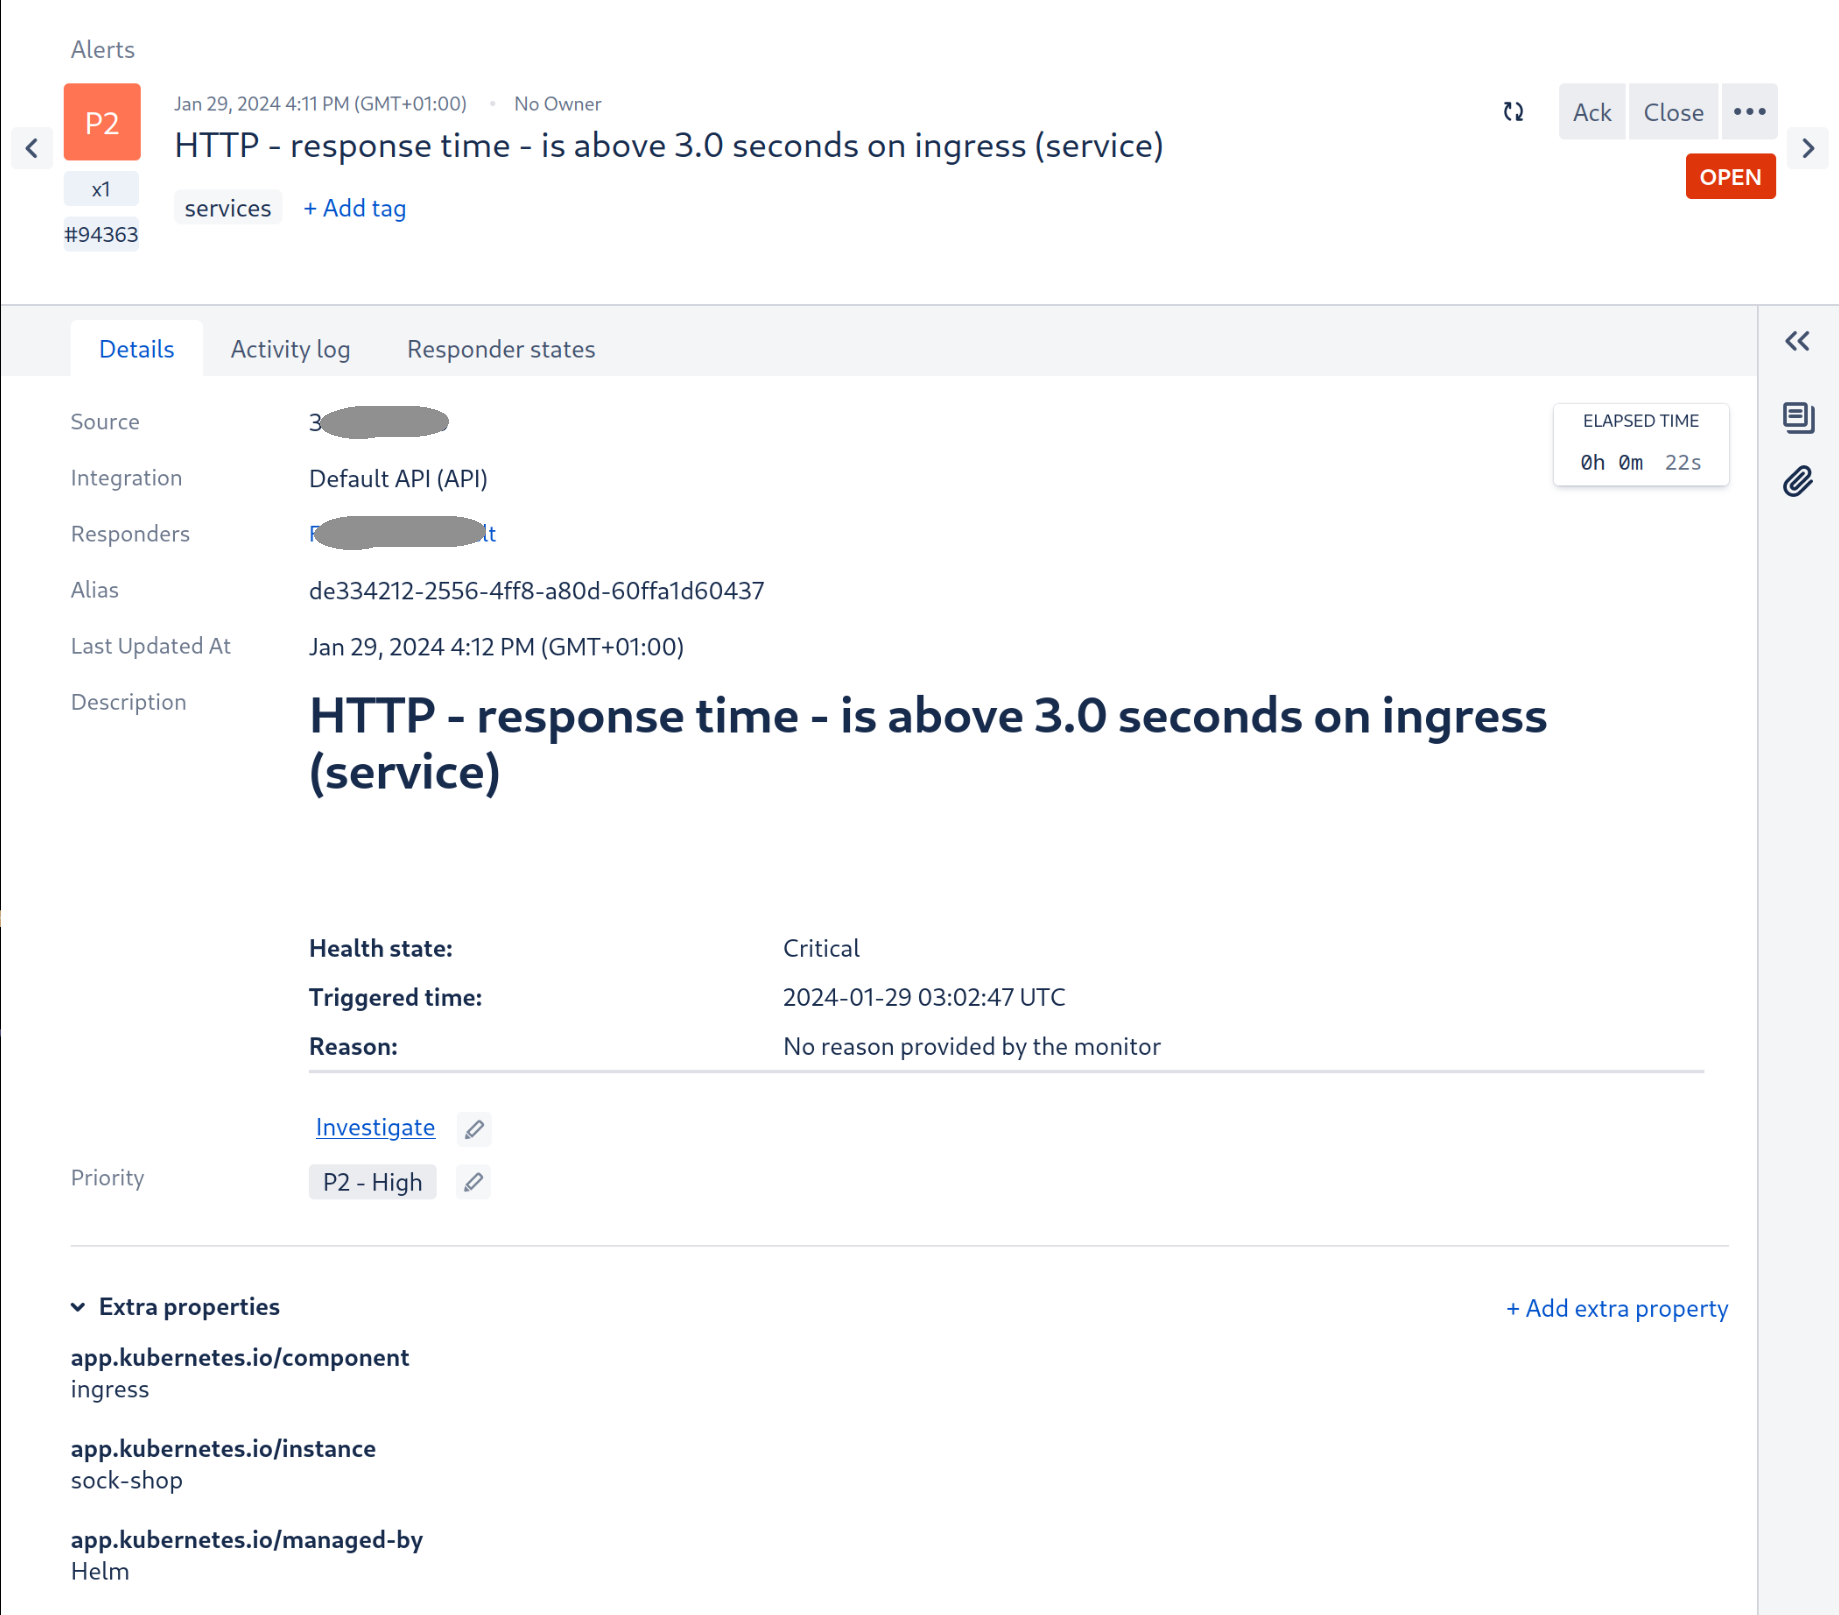 Alerts
P2
Jan 29, 2024 4:11 PM (GMT+01:00) • No Owner
HTTP - response time - is above 3.0 seconds on ingress (service)
Ack Close •••
OPEN
x1
services + Add tag
#94363
Details Activity log Responder states
Source 3
ELAPSED TIME
0h 0m 22s
Integration Default API (API)
Responders lt
Alias de334212-2556-4ff8-a80d-60ffa1d60437
Last Updated At Jan 29, 2024 4:12 PM (GMT+01:00)
Description HTTP - response time - is above 3.0 seconds on ingress
(service)
Health state: Critical
Triggered time: 2024-01-29 03:02:47 UTC
Reason: No reason provided by the monitor
Investigate
Priority P2 - High
Extra properties + Add extra property
app.kubernetes.io/component
ingress
app.kubernetes.io/instance
sock-shop
app.kubernetes.io/managed-by
Helm